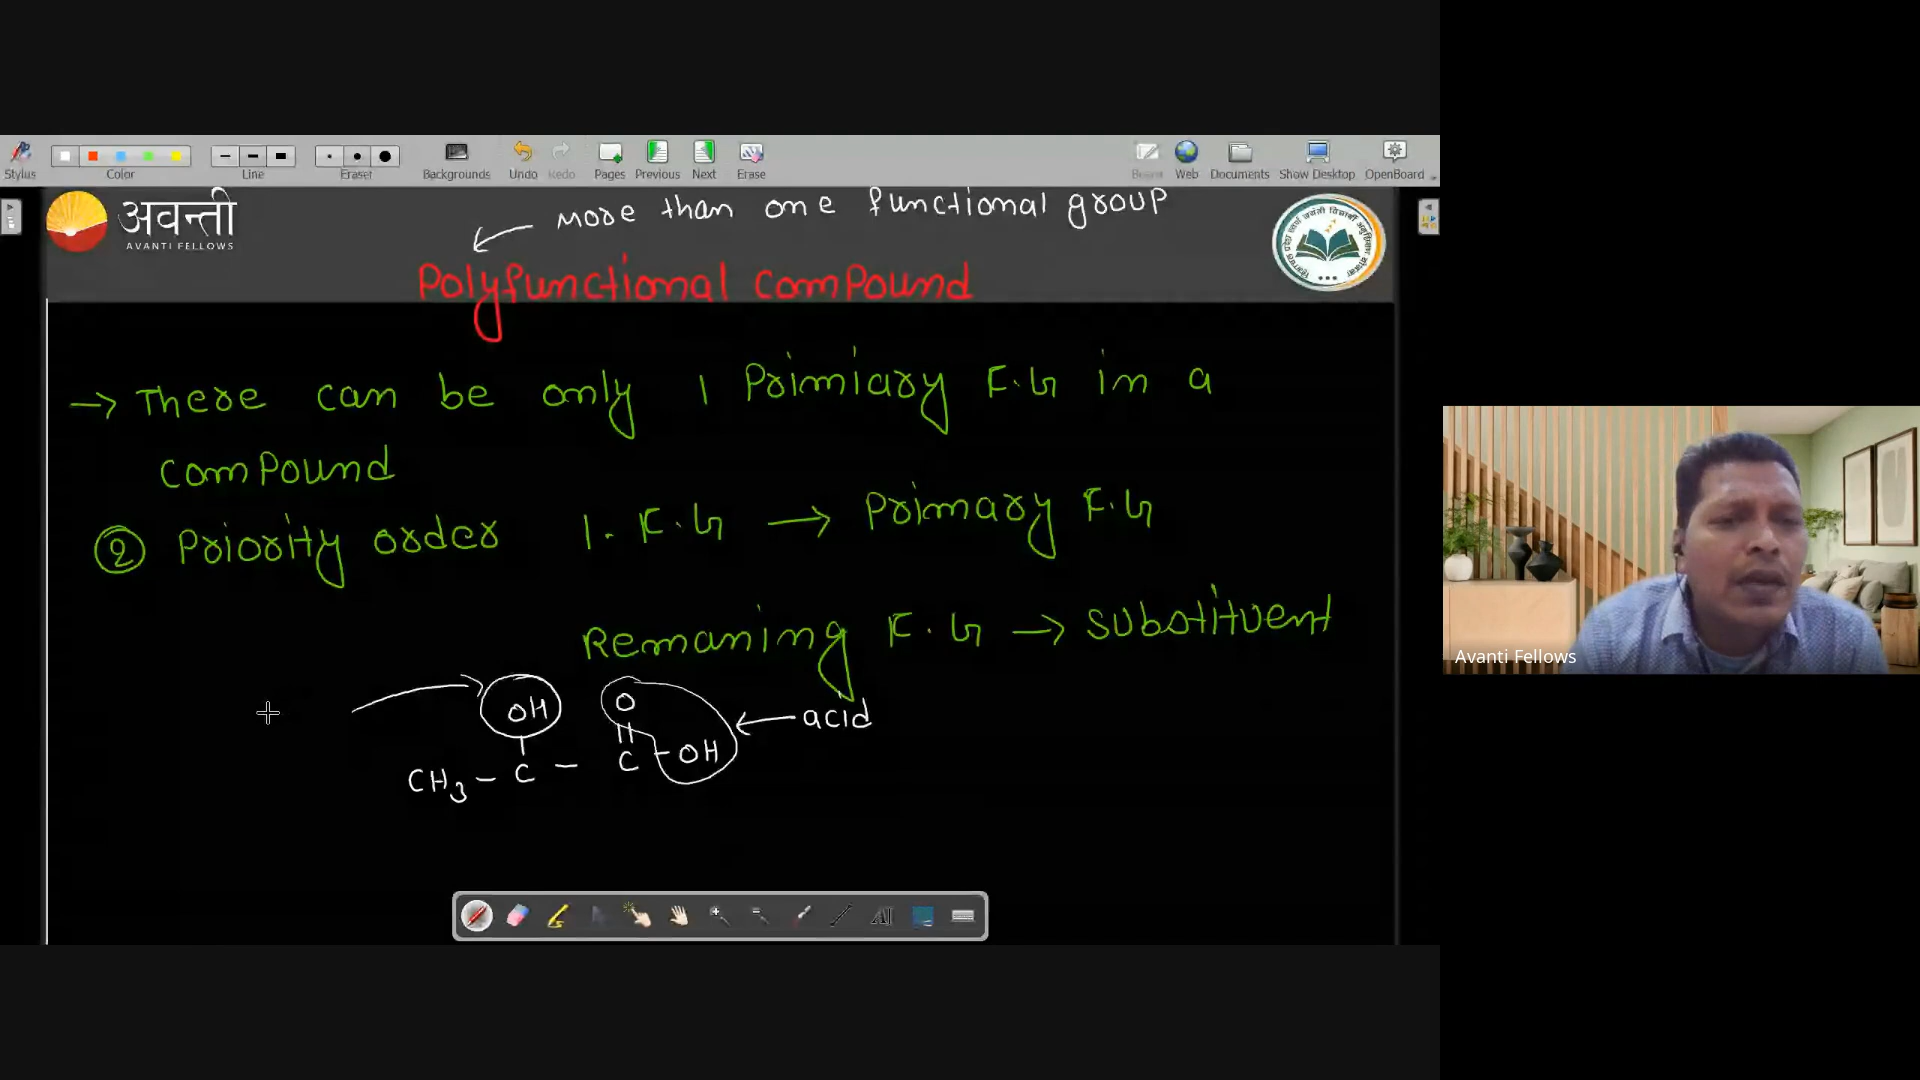 Stylus Color Line Eraser Backgrounds Undo Redo Pages Previous Next Erase Board Web Documents Show Desktop OpenBoard
अवन्ती
AVANTI FELLOWS
more than one functional group
Polyfunctional compound
→ There can be only 1 Primiary F.G in a
compound
② Priority order 1. F.G → Primary F.G
Remaning F.G → substituent
OH O
acid
CH3 - C - C - OH
Avanti Fellows